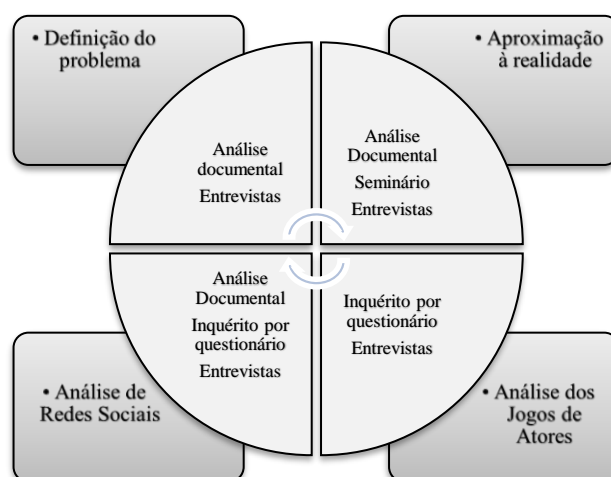 • Definição do
problema
• Aproximação
à realidade
Análise
documental
Entrevistas
Análise
Documental
Seminário
Entrevistas
Análise
Documental
Inquérito por
questionário
Entrevistas
Inquérito por
questionário
Entrevistas
• Análise de
Redes Sociais
• Análise dos
Jogos de
Atores